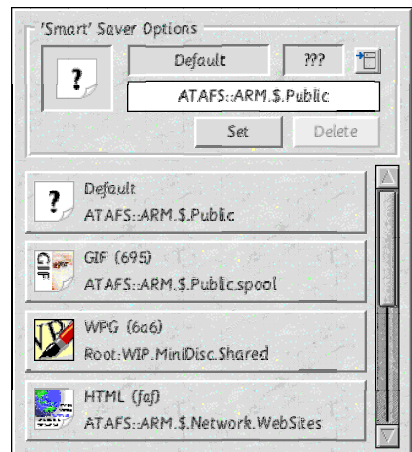 'Smart' Saver Options
Default ???
ATAFS::ARM.$.Public
Set Delete
Default
ATAFS::ARM.$.Public
GIF (695)
ATAFS::ARM.$.Public.spool
WPG (6a6)
Root:WIP.MiniDisc.Shared
HTML (faf)
ATAFS::ARM.$.Network.WebSites